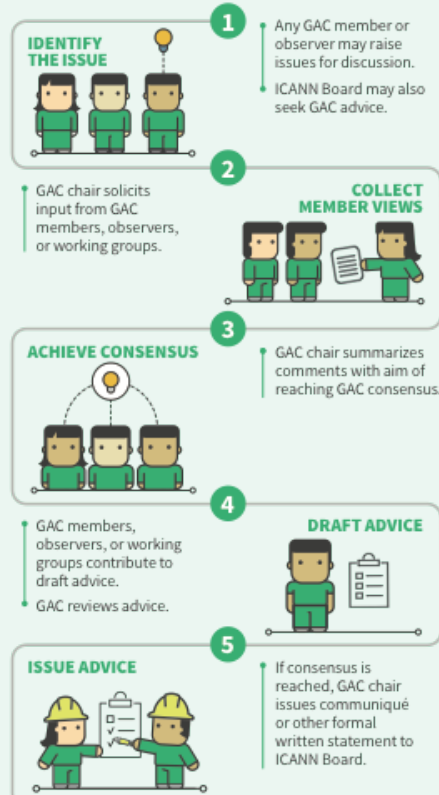 1
IDENTIFY
THE ISSUE
Any GAC member or
observer may raise
issues for discussion.
ICANN Board may also
seek GAC advice.
2
COLLECT
MEMBER VIEWS
GAC chair solicits
input from GAC
members, observers,
or working groups.
3
ACHIEVE CONSENSUS
GAC chair summarizes
comments with aim of
reaching GAC consensus.
4
DRAFT ADVICE
GAC members,
observers, or working
groups contribute to
draft advice.
GAC reviews advice.
5
ISSUE ADVICE
If consensus is
reached, GAC chair
issues communiqué
or other formal
written statement to
ICANN Board.